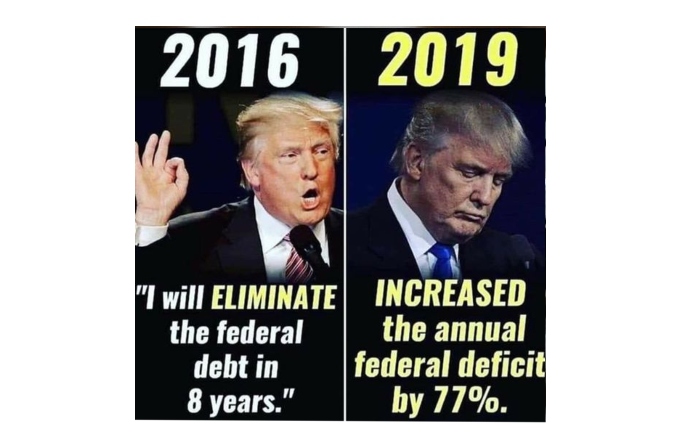 2016
"I will ELIMINATE
the federal
debt in
8 years."
2019
INCREASED
the annual
federal deficit
by 77%.